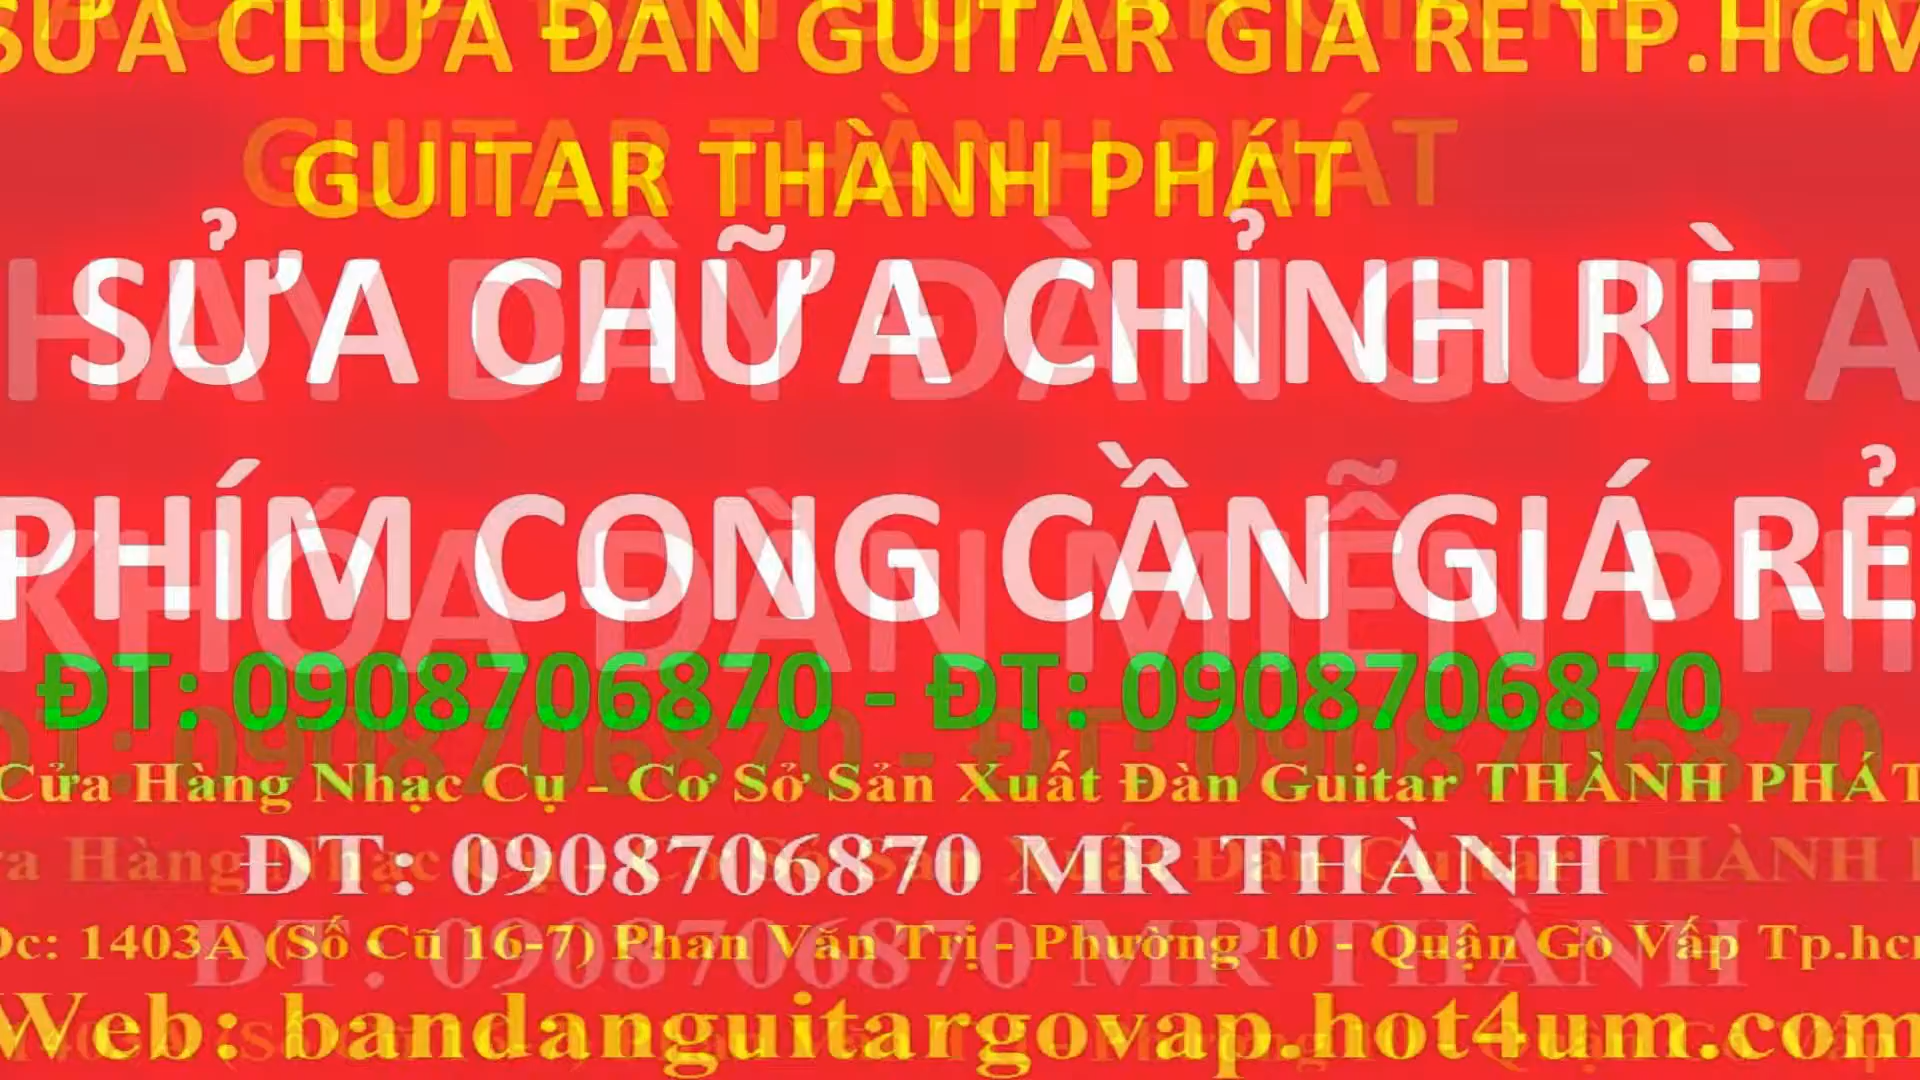 SỬA CHỮA ĐÀN GUITAR GIÁ RẺ TP.HCM
GUITAR THÀNH PHÁT
SỬA CHỮA CHỈNH RÈ
PHÍM CONG CẦN GIÁ RẺ
ĐT: 0908706870 - ĐT: 0908706870
Cửa Hàng Nhạc Cụ - Cơ Sở Sản Xuất Đàn Guitar THÀNH PHÁT
ĐT: 0908706870 MR THÀNH
Đc: 1403A (Số Cũ 16-7) Phan Văn Trị - Phường 10 - Quận Gò Vấp Tp.hcm
Web: bandanguitargovap.hot4um.com